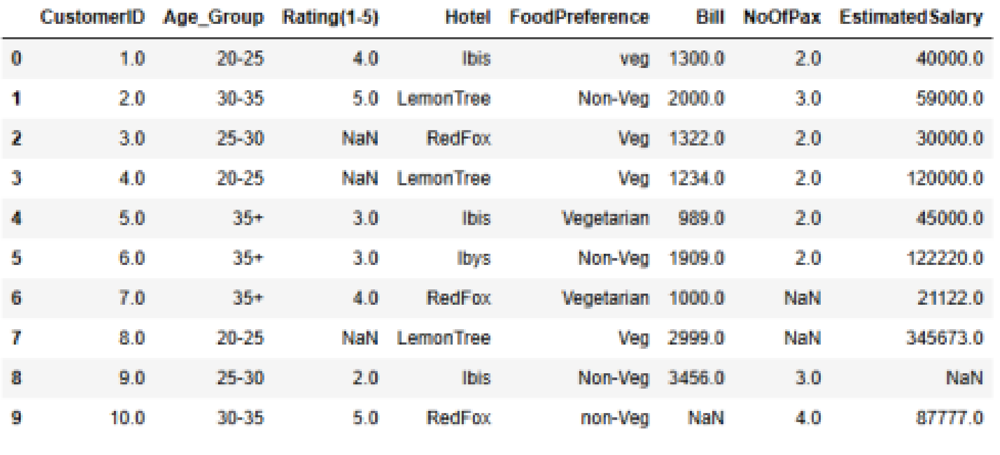 CustomerID Age_Group Rating(1-5) Hotel FoodPreference Bill NoOfPax EstimatedSalary
0 1.0 20-25 4.0 Ibis veg 1300.0 2.0 40000.0
1 2.0 30-35 5.0 LemonTree Non-Veg 2000.0 3.0 59000.0
2 3.0 25-30 NaN RedFox Veg 1322.0 2.0 30000.0
3 4.0 20-25 NaN LemonTree Veg 1234.0 2.0 120000.0
4 5.0 35+ 3.0 Ibis Vegetarian 989.0 2.0 45000.0
5 6.0 35+ 3.0 Ibys Non-Veg 1909.0 2.0 122220.0
6 7.0 35+ 4.0 RedFox Vegetarian 1000.0 NaN 21122.0
7 8.0 20-25 NaN LemonTree Veg 2999.0 NaN 345673.0
8 9.0 25-30 2.0 Ibis Non-Veg 3456.0 3.0 NaN
9 10.0 30-35 5.0 RedFox non-Veg NaN 4.0 87777.0